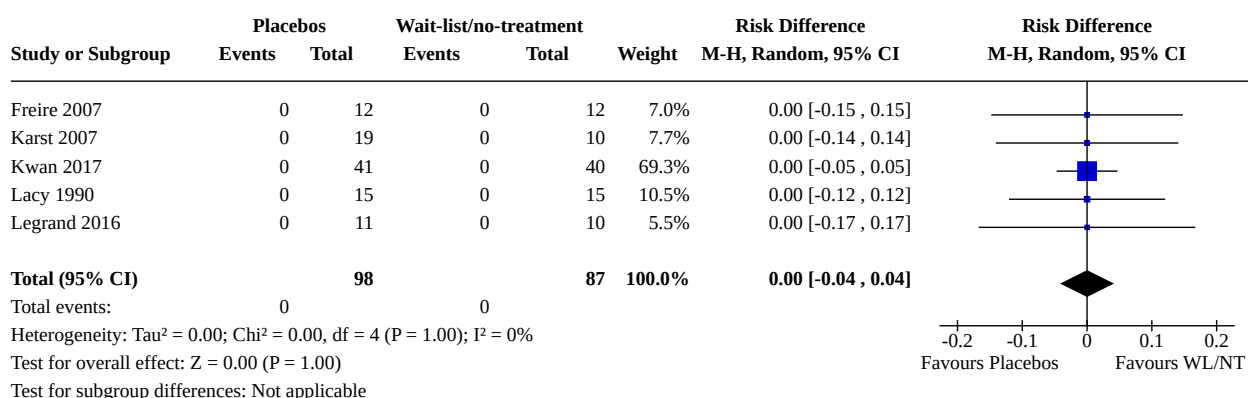 Placebos Wait-list/no-treatment Risk Difference Risk Difference
Study or Subgroup Events Total Events Total Weight M-H, Random, 95% CI M-H, Random, 95% CI
Freire 2007 0 12 0 12 7.0% 0.00 [-0.15 , 0.15]
Karst 2007 0 19 0 10 7.7% 0.00 [-0.14 , 0.14]
Kwan 2017 0 41 0 40 69.3% 0.00 [-0.05 , 0.05]
Lacy 1990 0 15 0 15 10.5% 0.00 [-0.12 , 0.12]
Legrand 2016 0 11 0 10 5.5% 0.00 [-0.17 , 0.17]
Total (95% CI) 98 87 100.0% 0.00 [-0.04 , 0.04]
Total events: 0 0
Heterogeneity: Tau² = 0.00; Chi² = 0.00, df = 4 (P = 1.00); I² = 0%
-0.2 -0.1 0 0.1 0.2
Test for overall effect: Z = 0.00 (P = 1.00) Favours Placebos Favours WL/NT
Test for subgroup differences: Not applicable